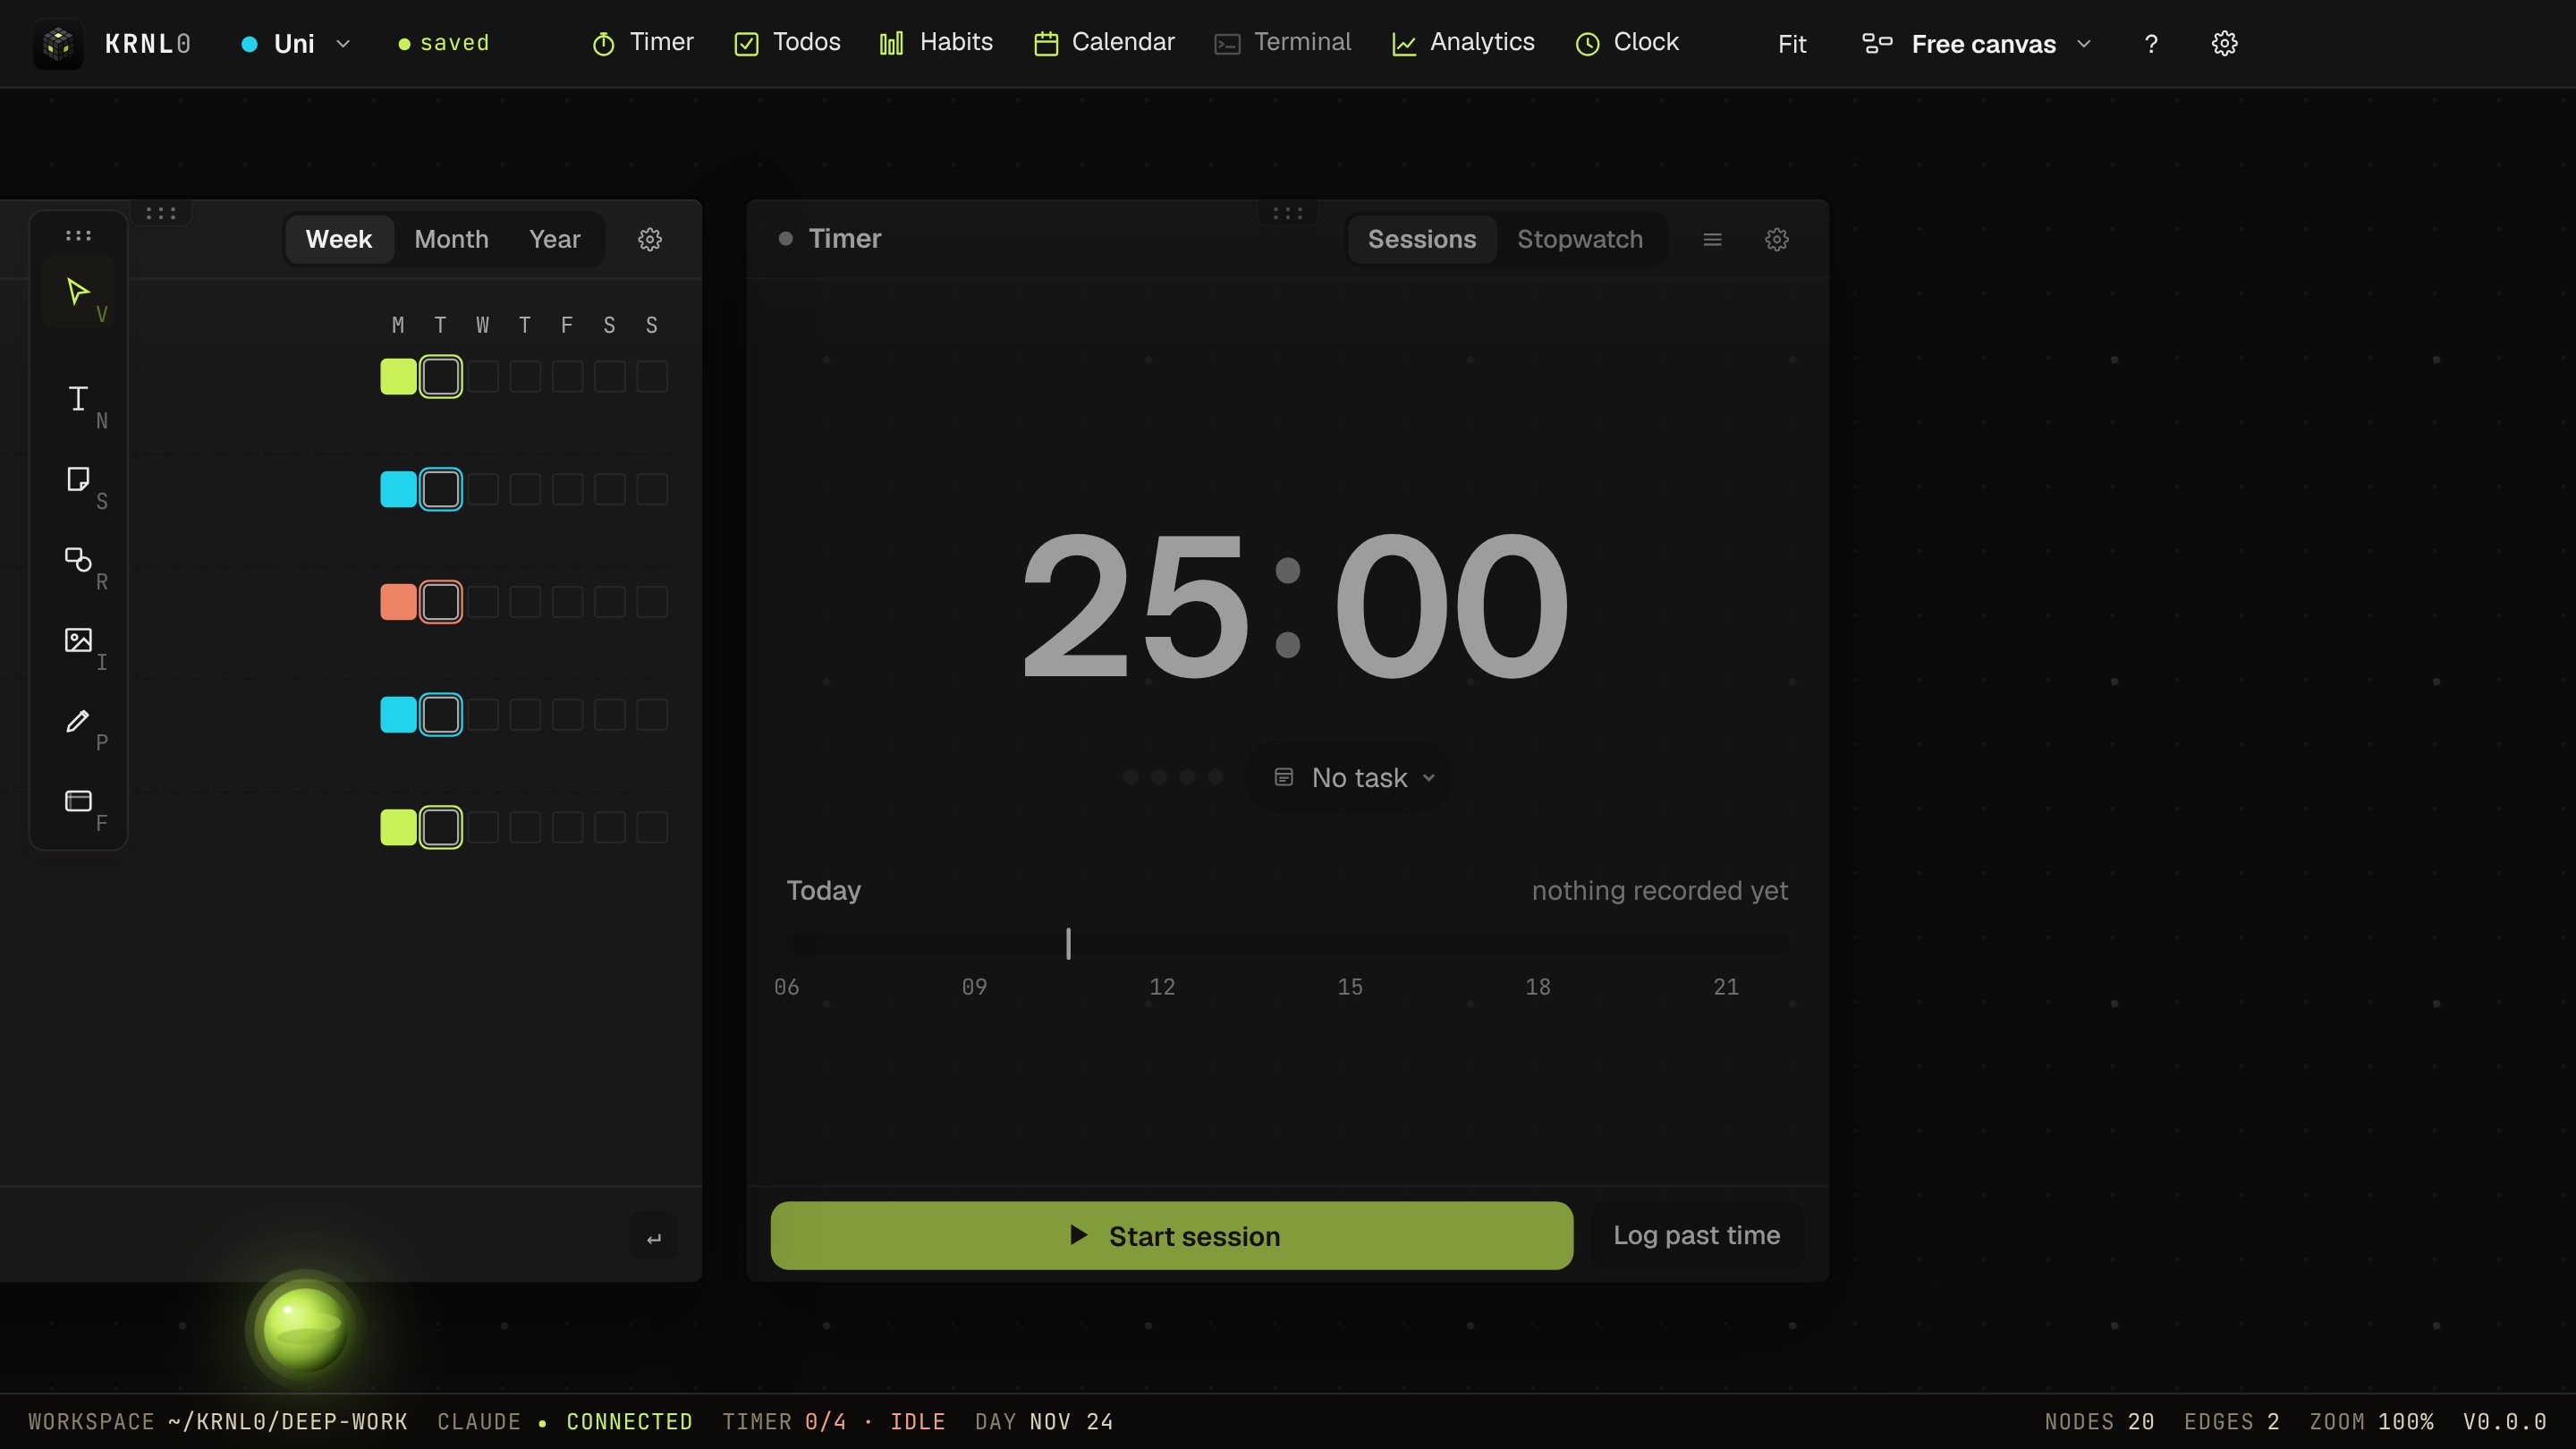 KRNL0 Uni saved Timer Todos Habits Calendar Terminal Analytics Clock Fit Free canvas ?
Week Month Year
V
N
S
R
I
P
F
M T W T F S S
Timer Sessions Stopwatch
25:00
No task
Today nothing recorded yet
06 09 12 15 18 21
Start session Log past time
WORKSPACE ~/KRNL0/DEEP-WORK CLAUDE • CONNECTED TIMER 0/4 · IDLE DAY NOV 24 NODES 20 EDGES 2 ZOOM 100% V0.0.0